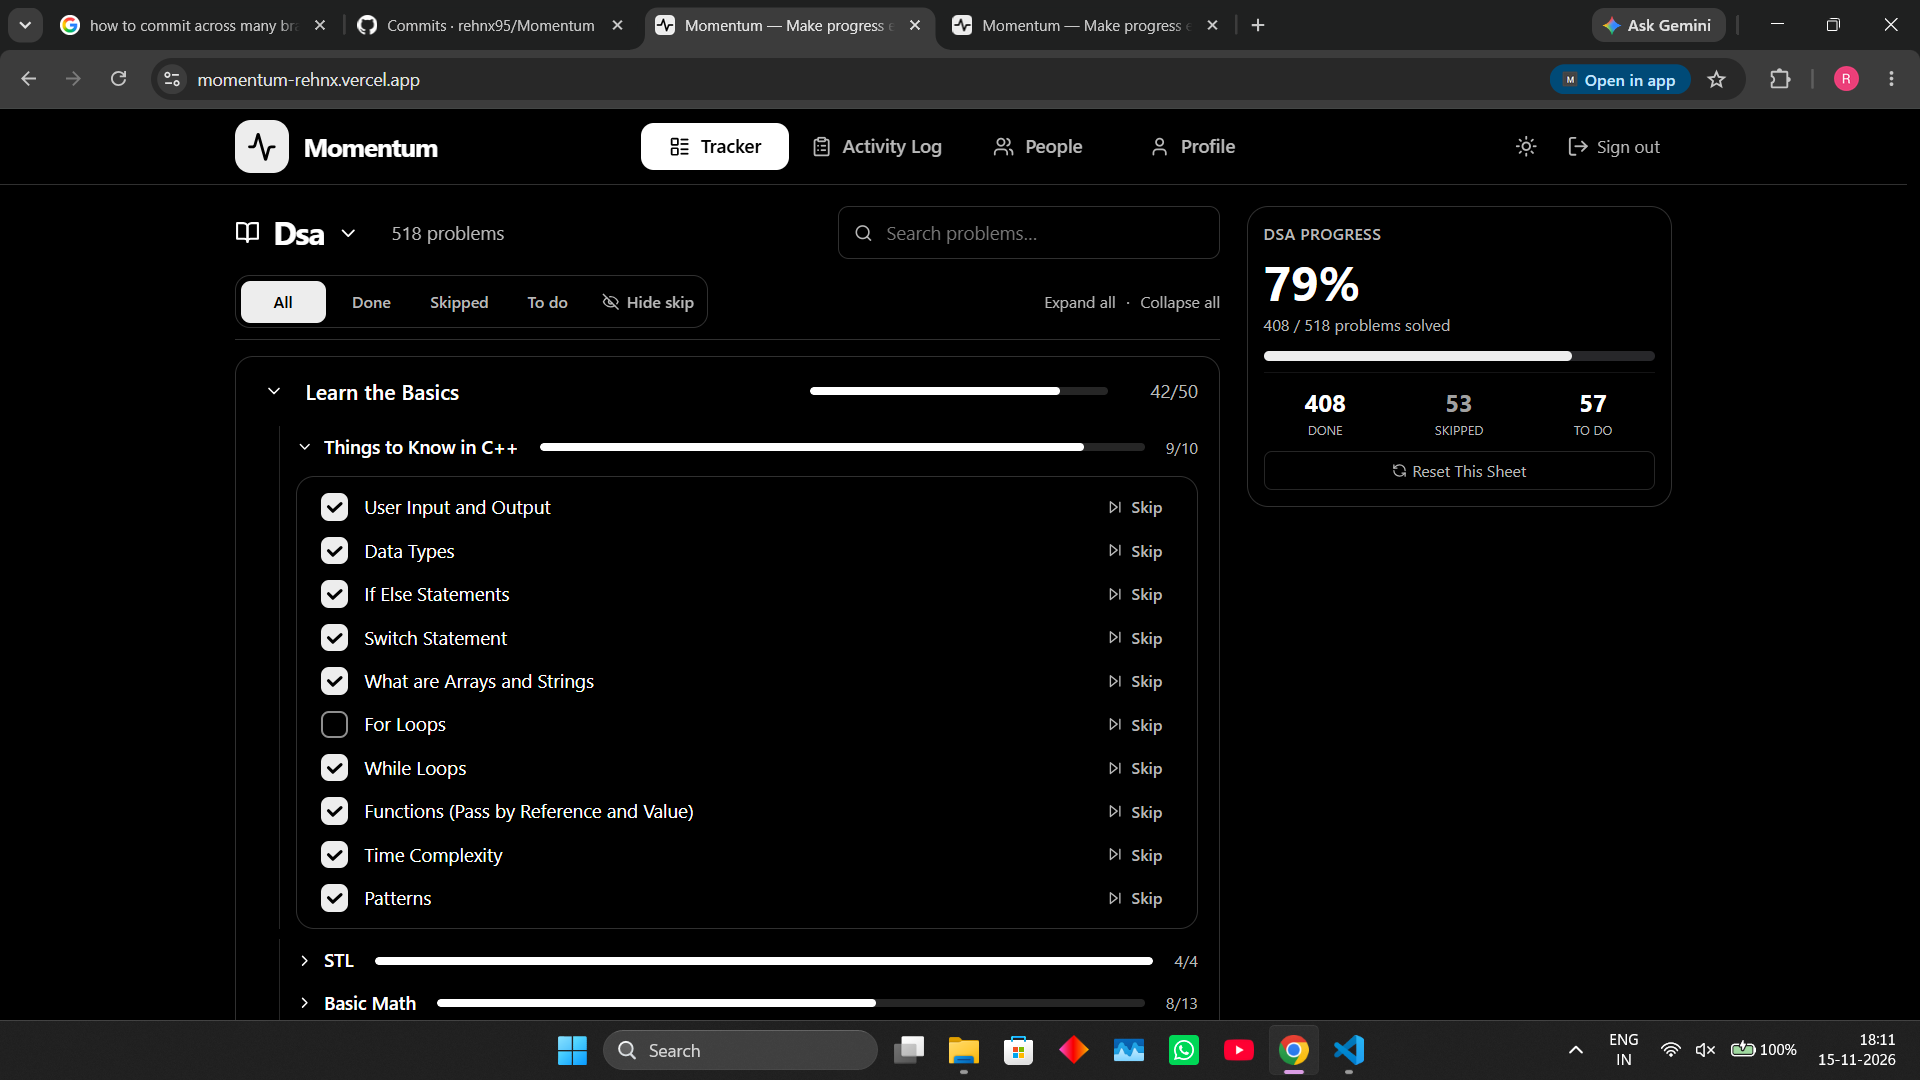 how to commit across many bra
Commits · rehnx95/Momentum
Momentum — Make progress e
Momentum — Make progress e
Ask Gemini
momentum-rehnx.vercel.app
M Open in app
R
Momentum
Tracker
Activity Log
People
Profile
Sign out
Dsa
518 problems
Search problems...
All
Done
Skipped
To do
Hide skip
Expand all · Collapse all
Learn the Basics
42/50
Things to Know in C++
9/10
User Input and Output
Skip
Data Types
Skip
If Else Statements
Skip
Switch Statement
Skip
What are Arrays and Strings
Skip
For Loops
Skip
While Loops
Skip
Functions (Pass by Reference and Value)
Skip
Time Complexity
Skip
Patterns
Skip
STL
4/4
Basic Math
8/13
DSA PROGRESS
79%
408 / 518 problems solved
408
DONE
53
SKIPPED
57
TO DO
Reset This Sheet
Search
ENG
IN
100%
18:11
15-11-2026